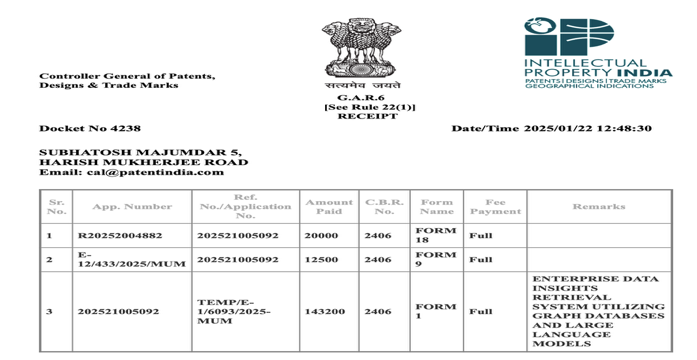 INTELLECTUAL
PROPERTY INDIA
PATENTS | DESIGNS | TRADE MARKS
GEOGRAPHICAL INDICATIONS
Controller General of Patents,
Designs & Trade Marks
सत्यमेव जयते
G.A.R.6
[See Rule 22(1)]
RECEIPT
Docket No 4238
Date/Time 2025/01/22 12:48:30
SUBHATOSH MAJUMDAR 5,
HARISH MUKHERJEE ROAD
Email: cal@patentindia.com
Sr. No. App. Number Ref. No./Application No. Amount Paid C.B.R. No. Form Name Fee Payment Remarks
1 R20252004882 202521005092 20000 2406 FORM 18 Full
2 E-12/433/2025/MUM 202521005092 12500 2406 FORM 9 Full
3 202521005092 TEMP/E-1/6093/2025-MUM 143200 2406 FORM 1 Full ENTERPRISE DATA
INSIGHTS
RETRIEVAL
SYSTEM UTILIZING
GRAPH DATABASES
AND LARGE
LANGUAGE
MODELS